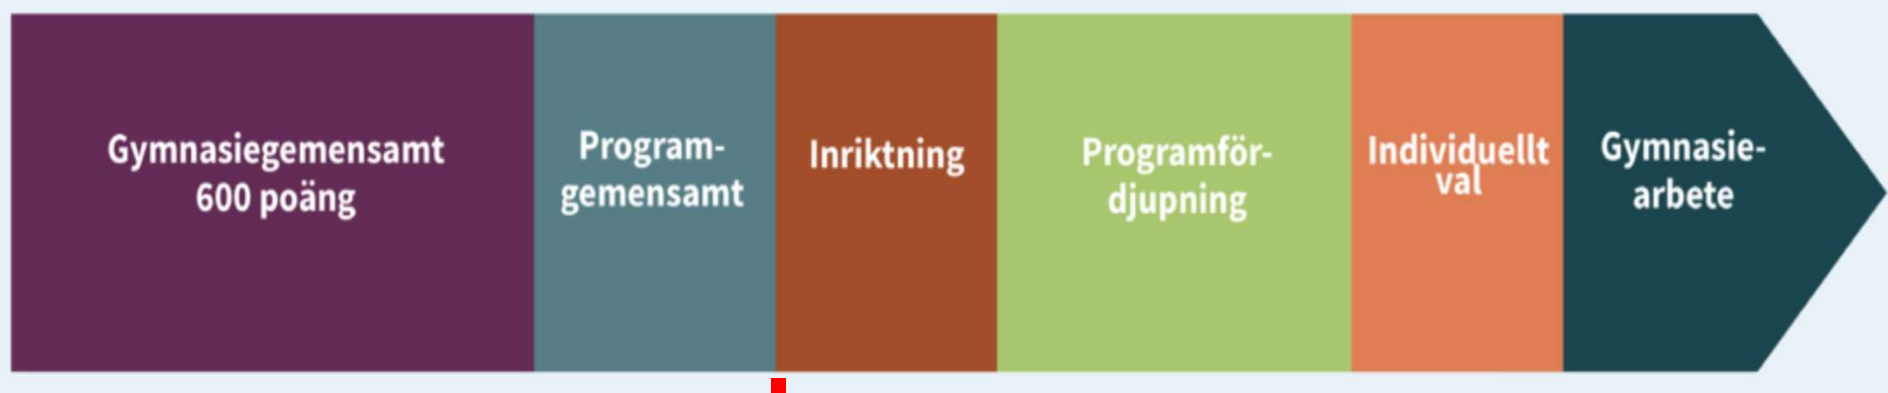 Gymnasiegemensamt
600 poäng
Program-
gemensamt
Inriktning
Programför-
djupning
Individuellt
val
Gymnasie-
arbete